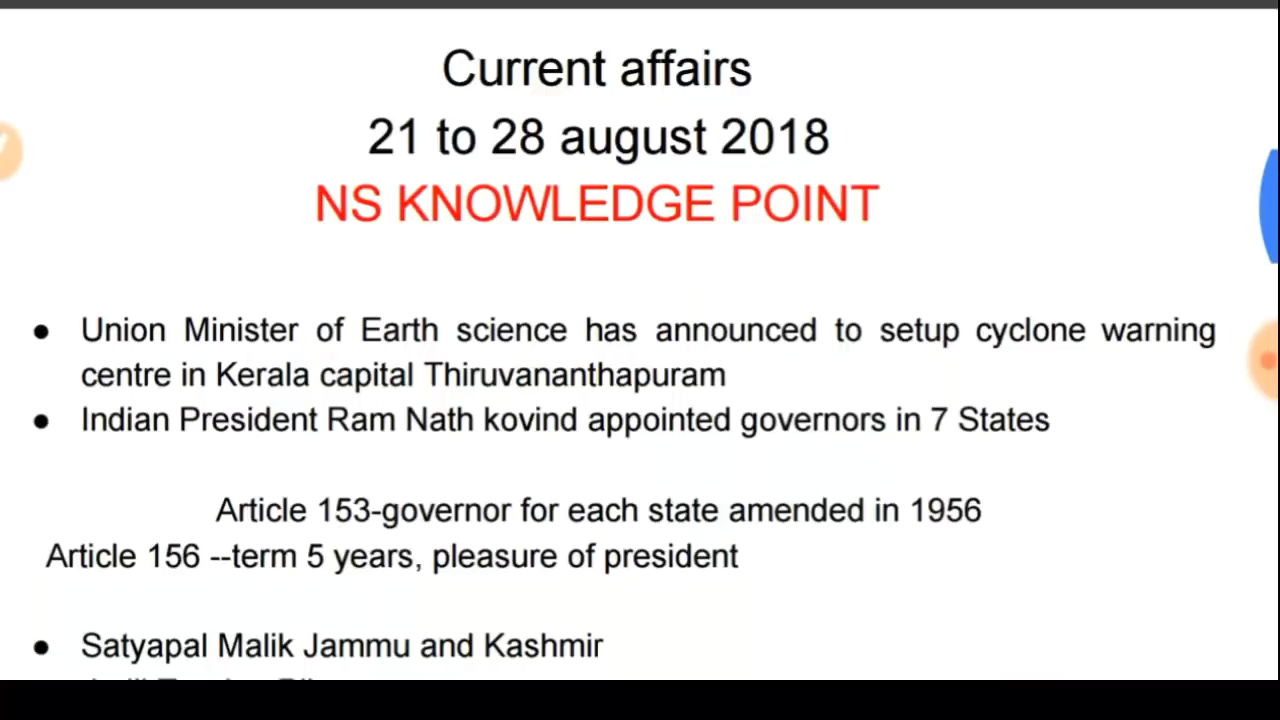 Current affairs
21 to 28 august 2018
NS KNOWLEDGE POINT
● Union Minister of Earth science has announced to setup cyclone warning
centre in Kerala capital Thiruvananthapuram
● Indian President Ram Nath kovind appointed governors in 7 States
Article 153-governor for each state amended in 1956
Article 156 --term 5 years, pleasure of president
● Satyapal Malik Jammu and Kashmir